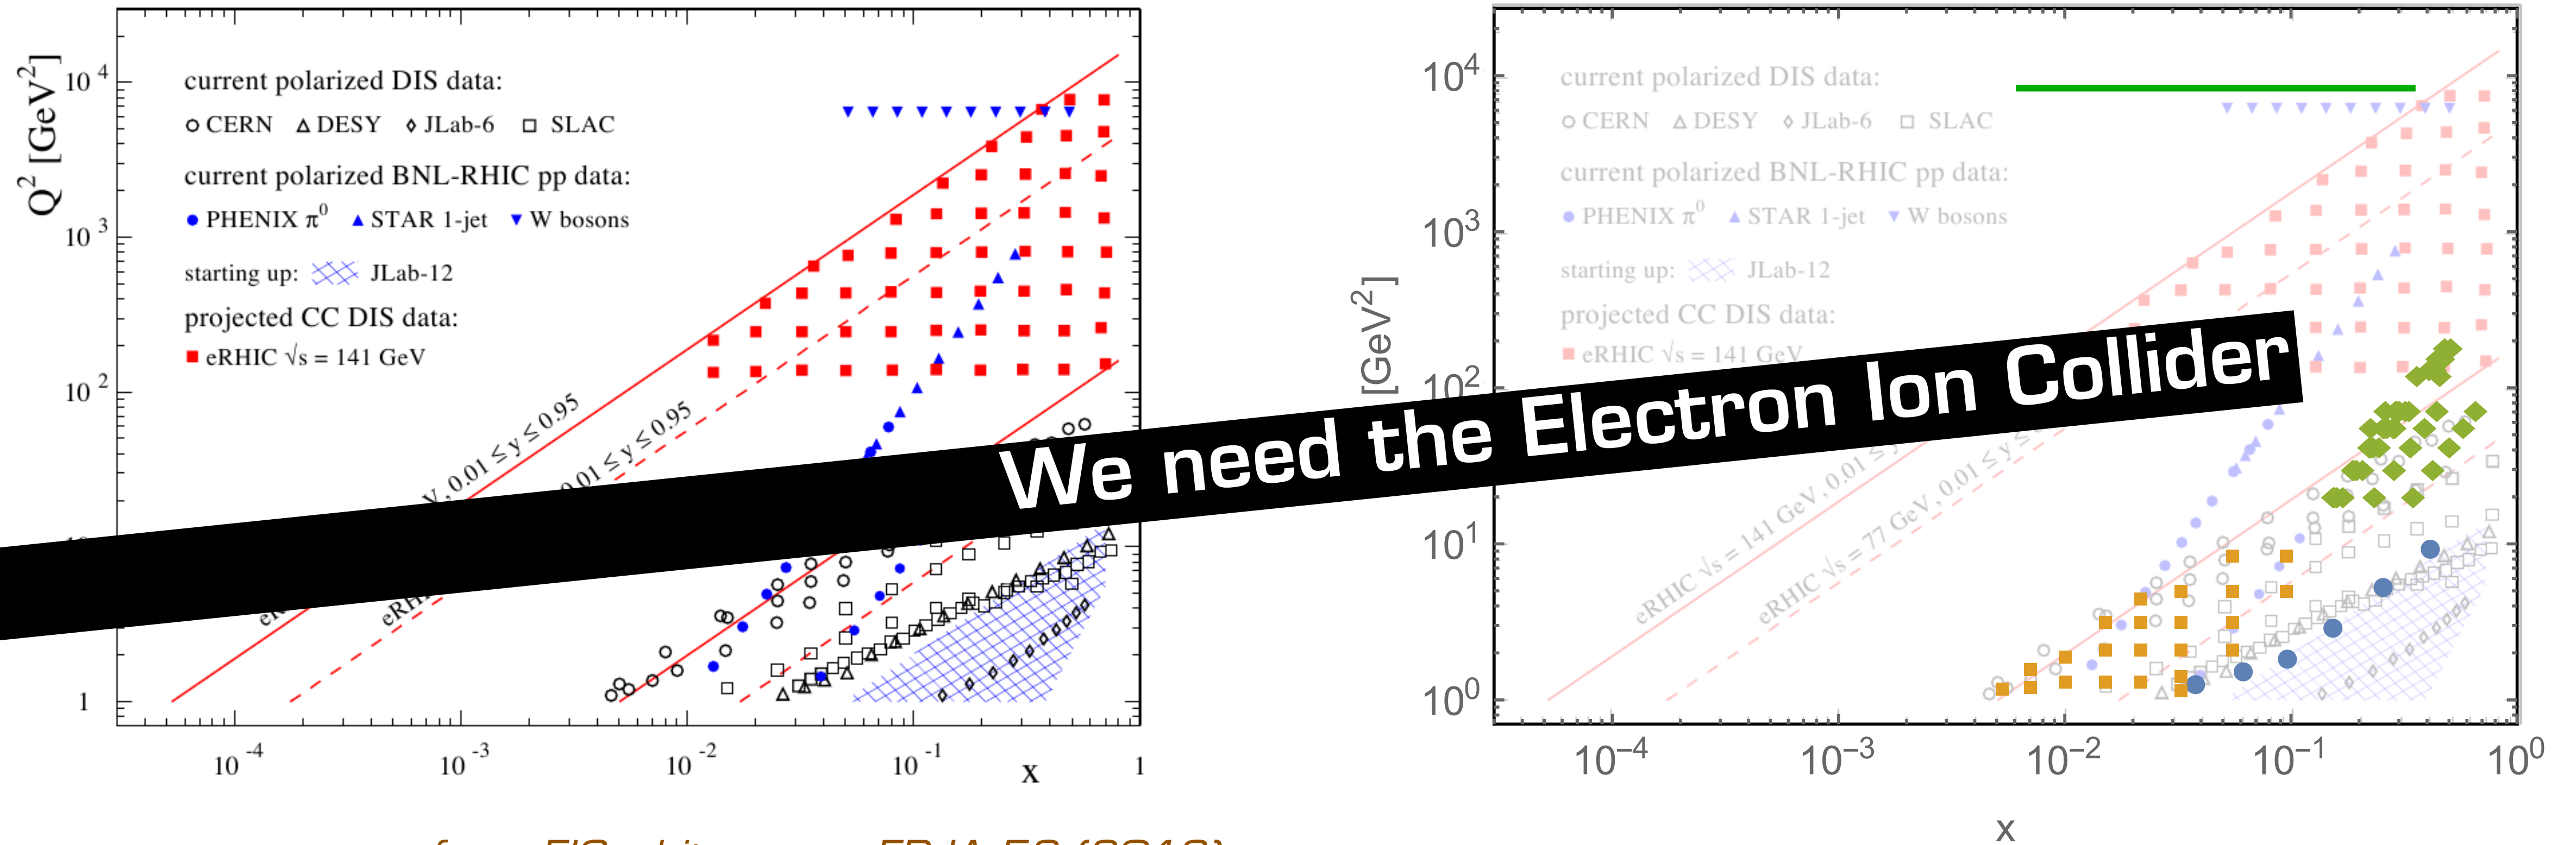 Q² [GeV²]
10⁴
10³
10²
1
current polarized DIS data:
CERN DESY JLab-6 SLAC
current polarized BNL-RHIC pp data:
PHENIX π⁰ STAR 1-jet W bosons
starting up: JLab-12
projected CC DIS data:
eRHIC √s = 141 GeV
V, 0.01 ≤ y ≤ 0.95
0.01 ≤ y ≤ 0.95
10⁻⁴ 10⁻³ 10⁻² 10⁻¹ x 1
We need the Electron Ion Collider
[GeV²]
10⁴
10³
10²
10¹
10⁰
current polarized DIS data:
CERN DESY JLab-6 SLAC
current polarized BNL-RHIC pp data:
PHENIX π⁰ STAR 1-jet W bosons
starting up: JLab-12
projected CC DIS data:
eRHIC √s = 141 GeV
eRHIC √s = 141 GeV, 0.01 ≤ y
eRHIC √s = 77 GeV, 0.01 ≤ y ≤
10⁻⁴ 10⁻³ 10⁻² 10⁻¹ 10⁰
x